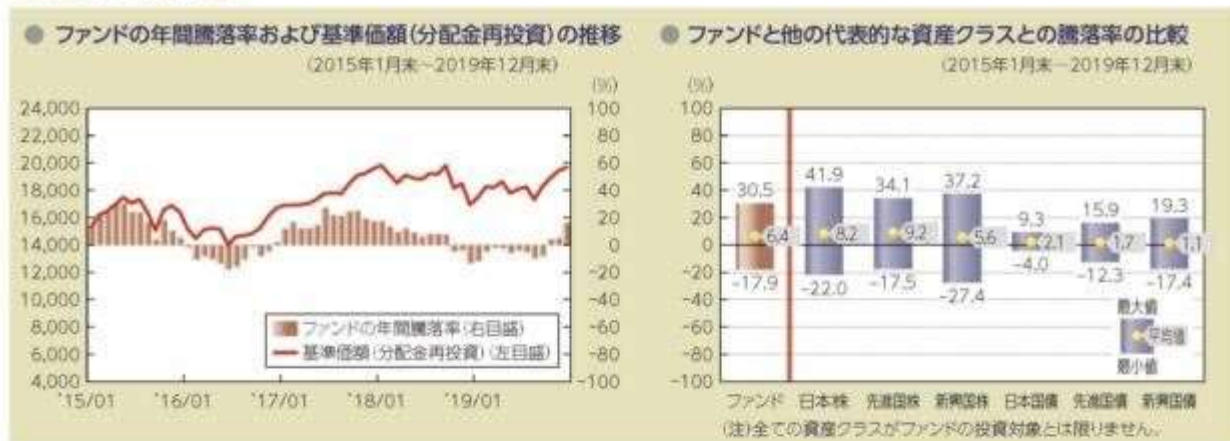 ● ファンドの年間騰落率および基準価額(分配金再投資)の推移
(2015年1月末～2019年12月末)
(%)
24,000
22,000
20,000
18,000
16,000
14,000
12,000
10,000
8,000
6,000
4,000
100
80
60
40
20
0
-20
-40
-60
-80
-100
ファンドの年間騰落率(右目盛)
基準価額(分配金再投資)(左目盛)
'15/01 '16/01 '17/01 '18/01 '19/01
● ファンドと他の代表的な資産クラスとの騰落率の比較
(2015年1月末～2019年12月末)
(%)
100
80
60
40
20
0
-20
-40
-60
-80
-100
30.5 41.9 34.1 37.2 9.3 15.9 19.3
6.4 8.2 9.2 5.6 2.1 1.7 1.1
-17.9 -22.0 -17.5 -27.4 -4.0 -12.3 -17.4
最大値
平均値
最小値
ファンド 日本株 先進国株 新興国株 日本国債 先進国債 新興国債
(注)全ての資産クラスがファンドの投資対象とは限りません。